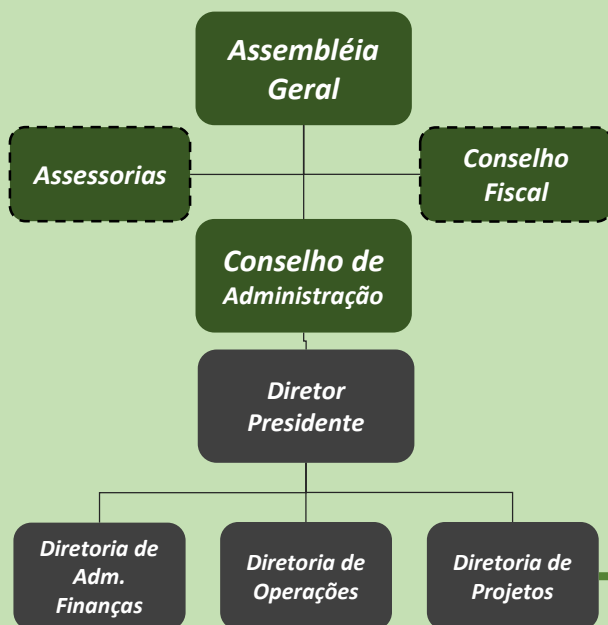 Assembléia
Geral
Assessorias
Conselho
Fiscal
Conselho de
Administração
Diretor
Presidente
Diretoria de
Adm.
Finanças
Diretoria de
Operações
Diretoria de
Projetos